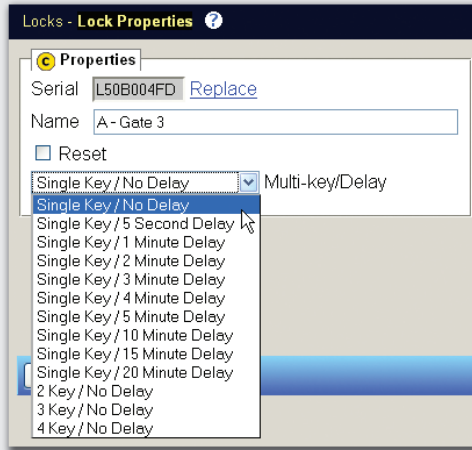 Locks - Lock Properties ?
C Properties
Serial L50B004FD Replace
Name A - Gate 3
Reset
Single Key / No Delay Multi-key/Delay
Single Key / No Delay
Single Key / 5 Second Delay
Single Key / 1 Minute Delay
Single Key / 2 Minute Delay
Single Key / 3 Minute Delay
Single Key / 4 Minute Delay
Single Key / 5 Minute Delay
Single Key / 10 Minute Delay
Single Key / 15 Minute Delay
Single Key / 20 Minute Delay
2 Key / No Delay
3 Key / No Delay
4 Key / No Delay